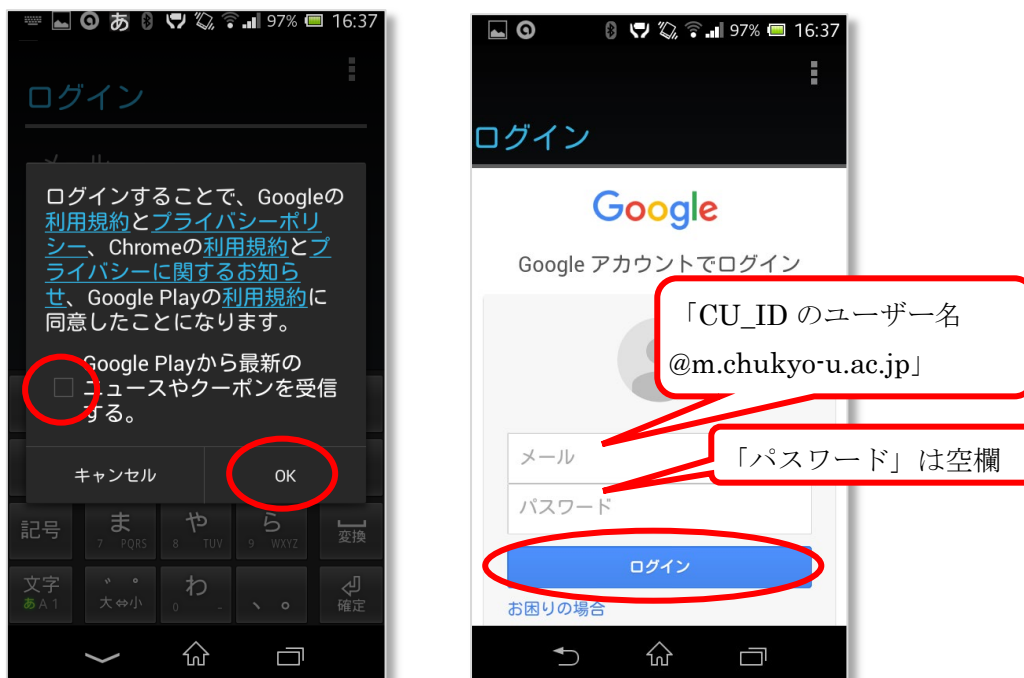 97% 16:37
ログイン
メール
ログインすることで、Googleの
利用規約とプライバシーポリ
シー、Chromeの利用規約とプ
ライバシーに関するお知ら
せ、Google Playの利用規約に
同意したことになります。
Google Playから最新の
ニュースやクーポンを受信
する。
キャンセル OK
記号 ま や ら 変換
7 PQRS 8 TUV 9 WXYZ
文字 わ 、。 確定
あA1 大⇔小 0 -
97% 16:37
ログイン
Google
Google アカウントでログイン
「CU_ID のユーザー名
@m.chukyo-u.ac.jp」
メール
「パスワード」は空欄
パスワード
ログイン
お困りの場合